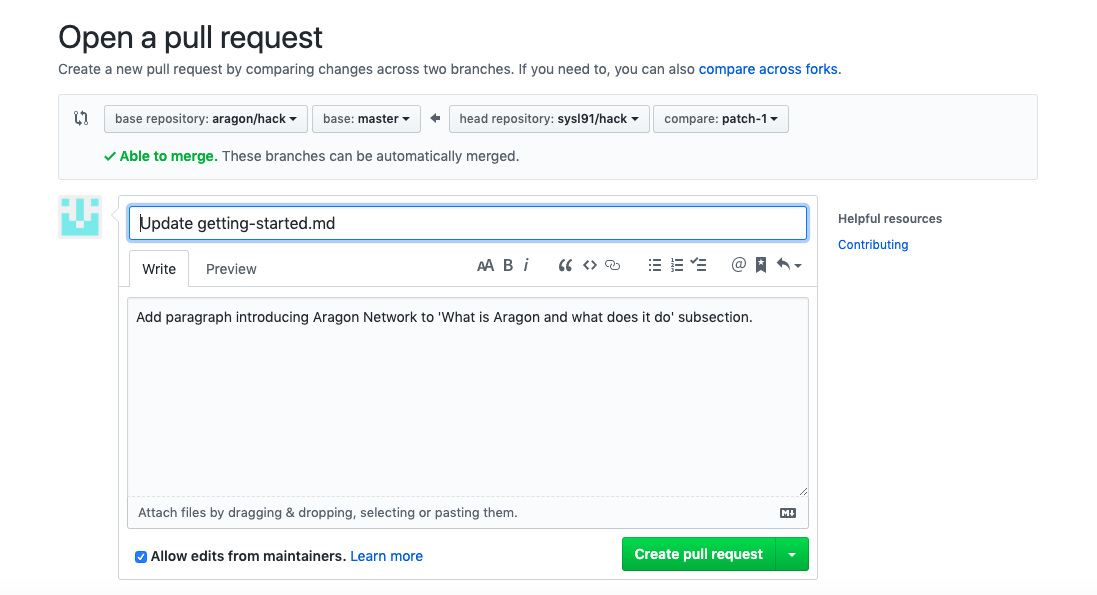 Open a pull request
Create a new pull request by comparing changes across two branches. If you need to, you can also compare across forks.
base repository: aragon/hack base: master head repository: sysl91/hack compare: patch-1
Able to merge. These branches can be automatically merged.
Update getting-started.md
Helpful resources
Contributing
Write Preview
AA B i
Add paragraph introducing Aragon Network to 'What is Aragon and what does it do' subsection.
Attach files by dragging & dropping, selecting or pasting them.
Allow edits from maintainers. Learn more
Create pull request